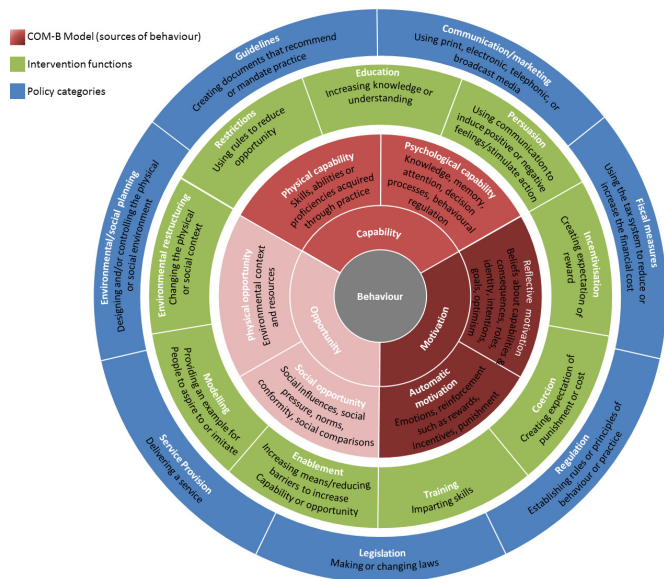 COM-B Model (sources of behaviour)
Intervention functions
Policy categories
Guidelines
Creating documents that recommend
or mandate practice
Communication/marketing
Using print, electronic, telephonic, or
broadcast media
Fiscal measures
Using the tax system to reduce or
increase the financial cost
Regulation
Establishing rules or principles of
behaviour or practice
Legislation
Making or changing laws
Service Provision
Delivering a service
Environmental/social planning
Designing and/or controlling the physical
or social environment
Education
Increasing knowledge or
understanding
Persuasion
Using communication to
induce positive or negative
feelings/stimulate action
Incentivisation
Creating expectation of
reward
Coercion
Creating expectation of
punishment or cost
Training
Imparting skills
Enablement
Increasing means/reducing
barriers to increase
Capability or opportunity
Modelling
Providing an example for
People to aspire to or imitate
Environmental restructuring
Changing the physical
or social context
Restrictions
Using rules to reduce
opportunity
Physical capability
Skills, abilities or
proficiencies acquired
through practice
Psychological capability
Knowledge, memory,
attention, decision
processes, behavioural
regulation
Reflective motivation
Beliefs about capabilities &
consequences, roles,
identity, intentions,
goals, optimism
Automatic
motivation
Emotions, reinforcement
such as rewards,
incentives, punishment
Social opportunity
Social influences, social
pressure, norms,
conformity, social comparisons
physical opportunity
Environmental context
and resources
Capability
Motivation
Opportunity
Behaviour